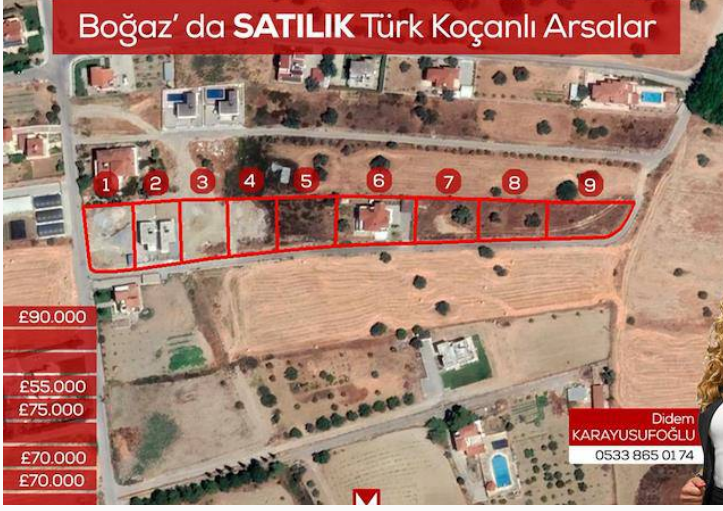 Boğaz' da SATILIK Türk Koçanlı Arsalar
1 2 3 4 5 6 7 8 9
£90.000
£55.000
£75.000
£70.000
£70.000
Didem
KARAYUSUFOĞLU
0533 865 01 74